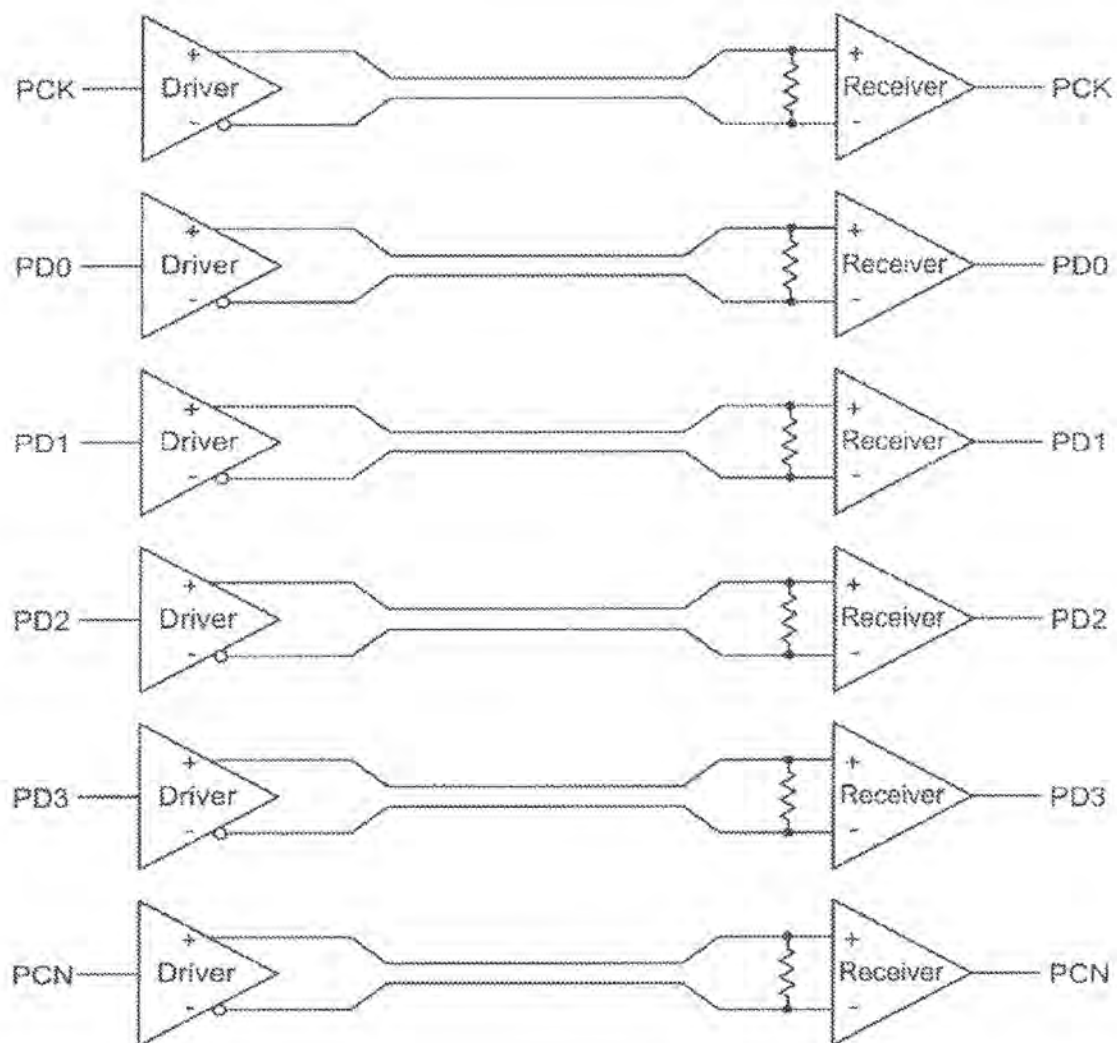 + +
PCK Driver Receiver PCK
- -
+ +
PD0 Driver Receiver PD0
- -
+ +
PD1 Driver Receiver PD1
- -
+ +
PD2 Driver Receiver PD2
- -
+ +
PD3 Driver Receiver PD3
- -
+ +
PCN Driver Receiver PCN
- -